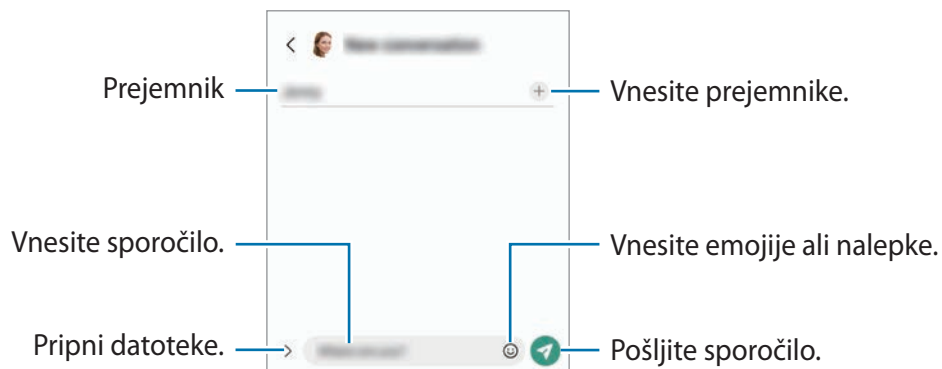 Prejemnik
Vnesite prejemnike.
Vnesite sporočilo.
Vnesite emojije ali nalepke.
Pripni datoteke.
Pošljite sporočilo.